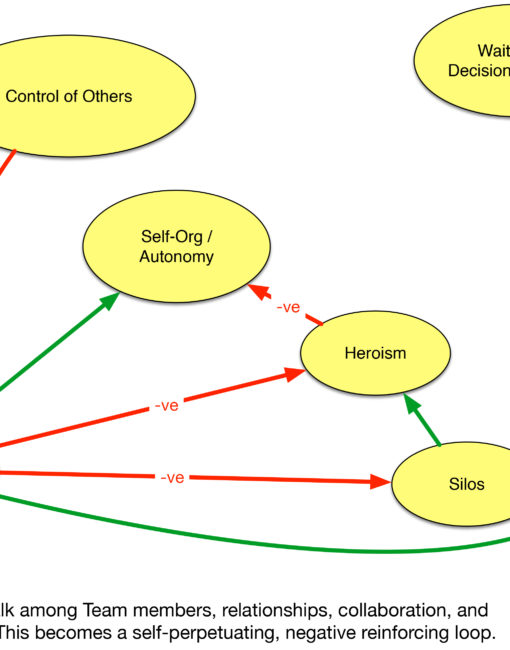 Control of Others
Wait
Decision
Self-Org /
Autonomy
-ve
Heroism
-ve
-ve
Silos
lk among Team members, relationships, collaboration, and
This becomes a self-perpetuating, negative reinforcing loop.